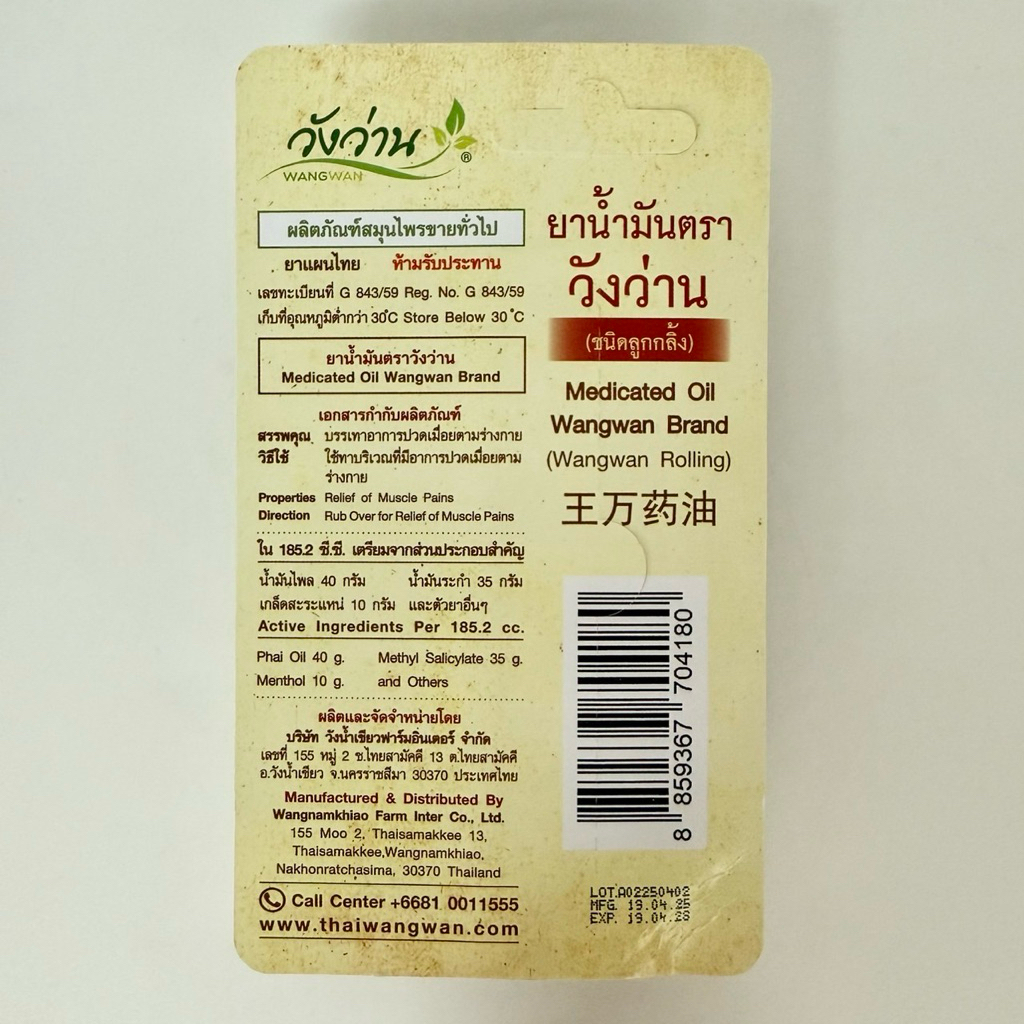 วังว่าน
®
WANGWAN
ผลิตภัณฑ์สมุนไพรขายทั่วไป
ยาแผนไทย ห้ามรับประทาน
เลขทะเบียนที่ G 843/59 Reg. No. G 843/59
เก็บที่อุณหภูมิต่ำกว่า 30°C Store Below 30 °C
ยาน้ำมันตราวังว่าน
Medicated Oil Wangwan Brand
เอกสารกำกับผลิตภัณฑ์
สรรพคุณ บรรเทาอาการปวดเมื่อยตามร่างกาย
วิธีใช้ ใช้ทาบริเวณที่มีอาการปวดเมื่อยตาม
ร่างกาย
Properties Relief of Muscle Pains
Direction Rub Over for Relief of Muscle Pains
ใน 185.2 ซี.ซี. เตรียมจากส่วนประกอบสำคัญ
น้ำมันไพล 40 กรัม น้ำมันระกำ 35 กรัม
เกล็ดสะระแหน่ 10 กรัม และตัวยาอื่นๆ
Active Ingredients Per 185.2 cc.
Phai Oil 40 g. Methyl Salicylate 35 g.
Menthol 10 g. and Others
ผลิตและจัดจำหน่ายโดย
บริษัท วังน้ำเขียวฟาร์มอินเตอร์ จำกัด
เลขที่ 155 หมู่ 2 ซ.ไทยสามัคคี 13 ต.ไทยสามัคคี
อ.วังน้ำเขียว จ.นครราชสีมา 30370 ประเทศไทย
Manufactured & Distributed By
Wangnamkhiao Farm Inter Co., Ltd.
155 Moo 2, Thaisamakkee 13,
Thaisamakkee,Wangnamkhiao,
Nakhonratchasima, 30370 Thailand
Call Center +6681 0011555
www.thaiwangwan.com
ยาน้ำมันตรา
วังว่าน
(ชนิดลูกกลิ้ง)
Medicated Oil
Wangwan Brand
(Wangwan Rolling)
王万药油
8 859367 704180
LOT.A02250402
MFG. 19.04.25
EXP. 19.04.28